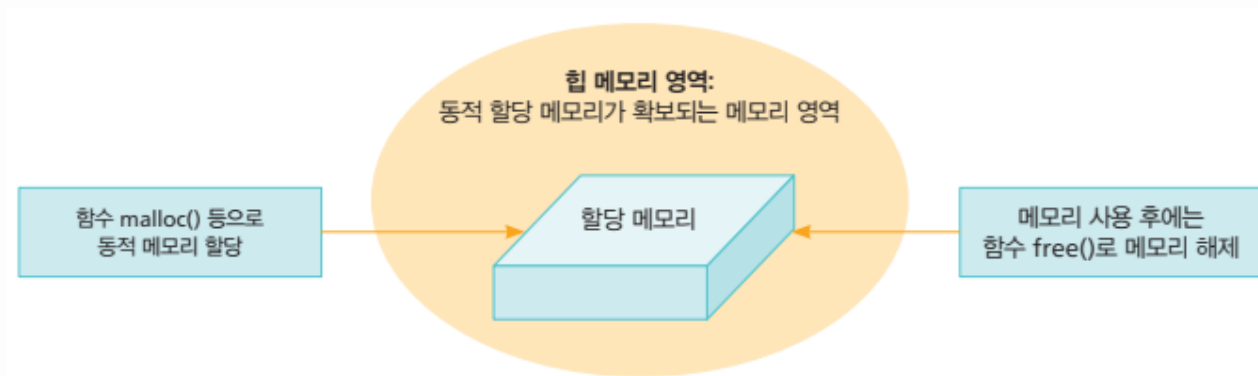 힙 메모리 영역:
동적 할당 메모리가 확보되는 메모리 영역
함수 malloc() 등으로
동적 메모리 할당
할당 메모리
메모리 사용 후에는
함수 free()로 메모리 해제